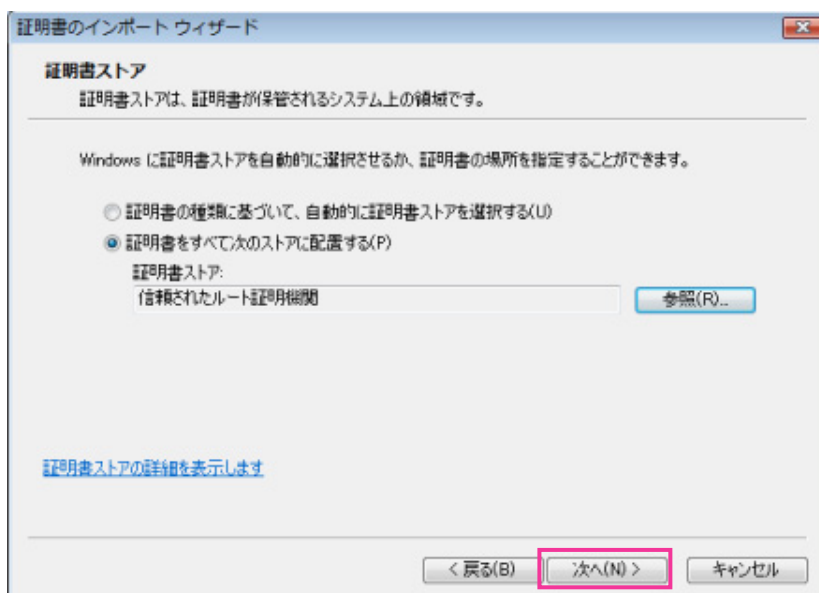 証明書のインポート ウィザード
証明書ストア
証明書ストアは、証明書が保管されるシステム上の領域です。
Windows に証明書ストアを自動的に選択させるか、証明書の場所を指定することができます。
証明書の種類に基づいて、自動的に証明書ストアを選択する(U)
証明書をすべて次のストアに配置する(P)
証明書ストア:
信頼されたルート証明機関
参照(R)...
証明書ストアの詳細を表示します
< 戻る(B)
次へ(N) >
キャンセル